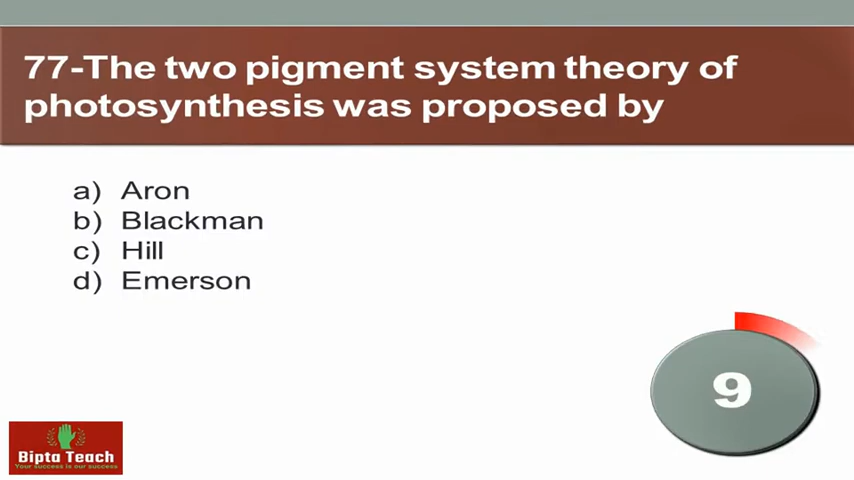 77-The two pigment system theory of
photosynthesis was proposed by
a) Aron
b) Blackman
c) Hill
d) Emerson
9
Bipta Teach
Your success is our success